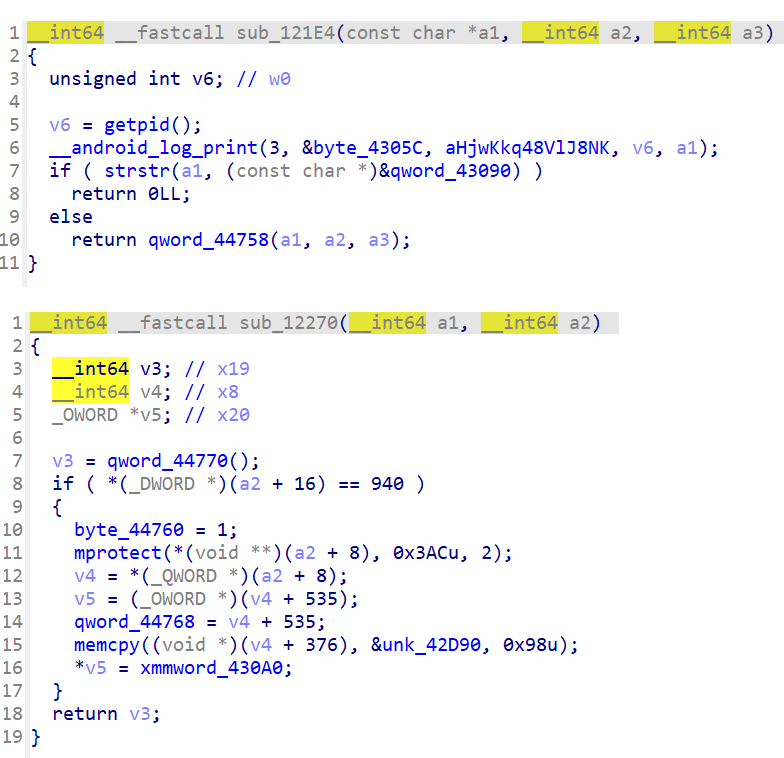 1 __int64 __fastcall sub_121E4(const char *a1, __int64 a2, __int64 a3)
2 {
3 unsigned int v6; // w0
4
5 v6 = getpid();
6 __android_log_print(3, &byte_4305C, aHjwKkq48VlJ8NK, v6, a1);
7 if ( strstr(a1, (const char *)&qword_43090) )
8 return 0LL;
9 else
10 return qword_44758(a1, a2, a3);
11 }
1 __int64 __fastcall sub_12270(__int64 a1, __int64 a2)
2 {
3 __int64 v3; // x19
4 __int64 v4; // x8
5 _OWORD *v5; // x20
6
7 v3 = qword_44770();
8 if ( *(_DWORD *)(a2 + 16) == 940 )
9 {
10 byte_44760 = 1;
11 mprotect(*(void **)(a2 + 8), 0x3ACu, 2);
12 v4 = *(_QWORD *)(a2 + 8);
13 v5 = (_OWORD *)(v4 + 535);
14 qword_44768 = v4 + 535;
15 memcpy((void *)(v4 + 376), &unk_42D90, 0x98u);
16 *v5 = xmmword_430A0;
17 }
18 return v3;
19 }